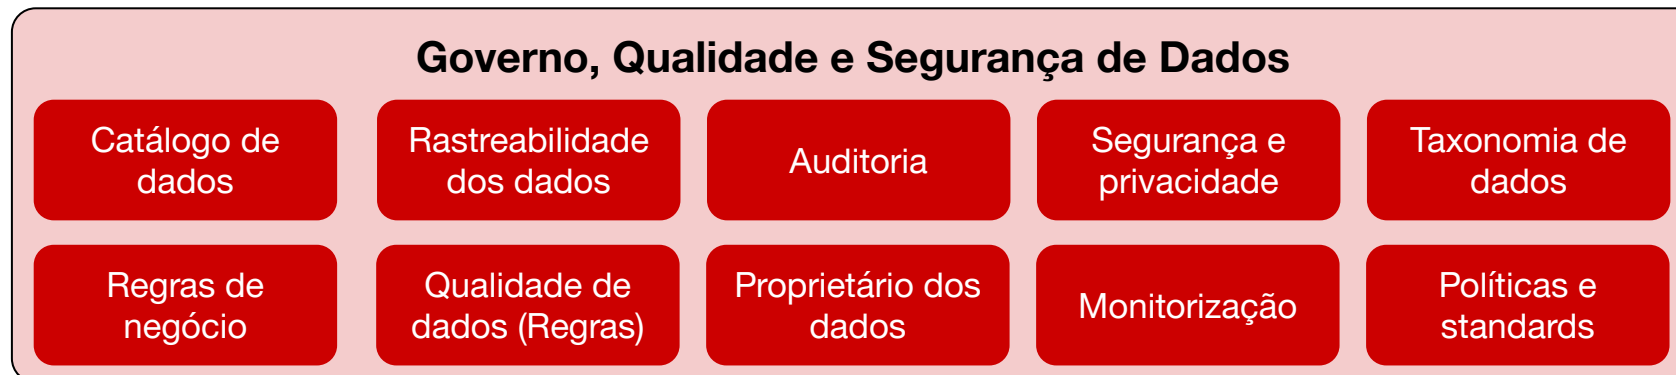 Governo, Qualidade e Segurança de Dados
Catálogo de
dados
Rastreabilidade
dos dados
Auditoria
Segurança e
privacidade
Taxonomia de
dados
Regras de
negócio
Qualidade de
dados (Regras)
Proprietário dos
dados
Monitorização
Políticas e
standards